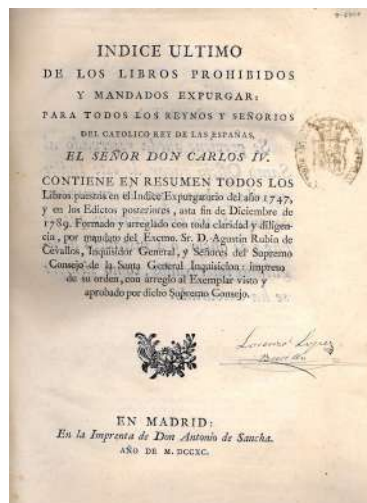 INDICE ULTIMO
DE LOS LIBROS PROHIBIDOS
Y MANDADOS EXPURGAR:
PARA TODOS LOS REYNOS Y SEÑORIOS
DEL CATOLICO REY DE LAS ESPAÑAS,
EL SEÑOR DON CARLOS IV.
CONTIENE EN RESUMEN TODOS LOS
Libros puestos en el Indice Expurgatorio del año 1747,
y en los Edictos posteriores, asta fin de Diciembre de
1789. Formado y arreglado con toda claridad y diligen-
cia, por mandato del Excmo. Sr. D. Agustin Rubin de
Cevallos, Inquisidor General, y Señores del Supremo
Consejo de la Santa General Inquisicion: impreso
de su orden, con arreglo al Exemplar visto y
aprobado por dicho Supremo Consejo.
Lorenzo Lopez
EN MADRID:
En la Imprenta de Don Antonio de Sancha.
AÑO DE M. DCCXC.